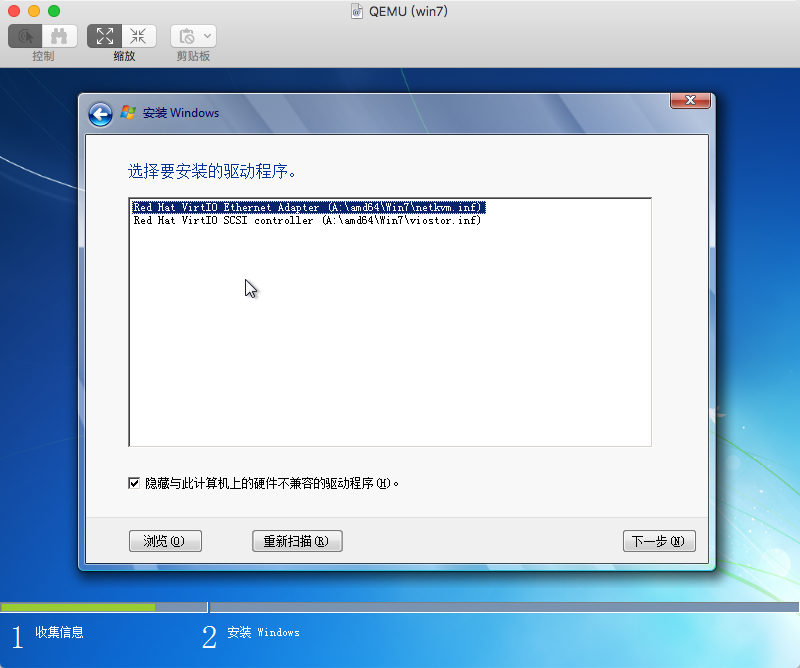 QEMU (win7)
控制
缩放
剪贴板
安装 Windows
选择要安装的驱动程序。
Red Hat VirtIO Ethernet Adapter (A:\amd64\Win7\netkvm.inf)
Red Hat VirtIO SCSI controller (A:\amd64\Win7\viostor.inf)
隐藏与此计算机上的硬件不兼容的驱动程序(H)。
浏览(O)
重新扫描(R)
下一步(N)
1 收集信息
2 安装 Windows